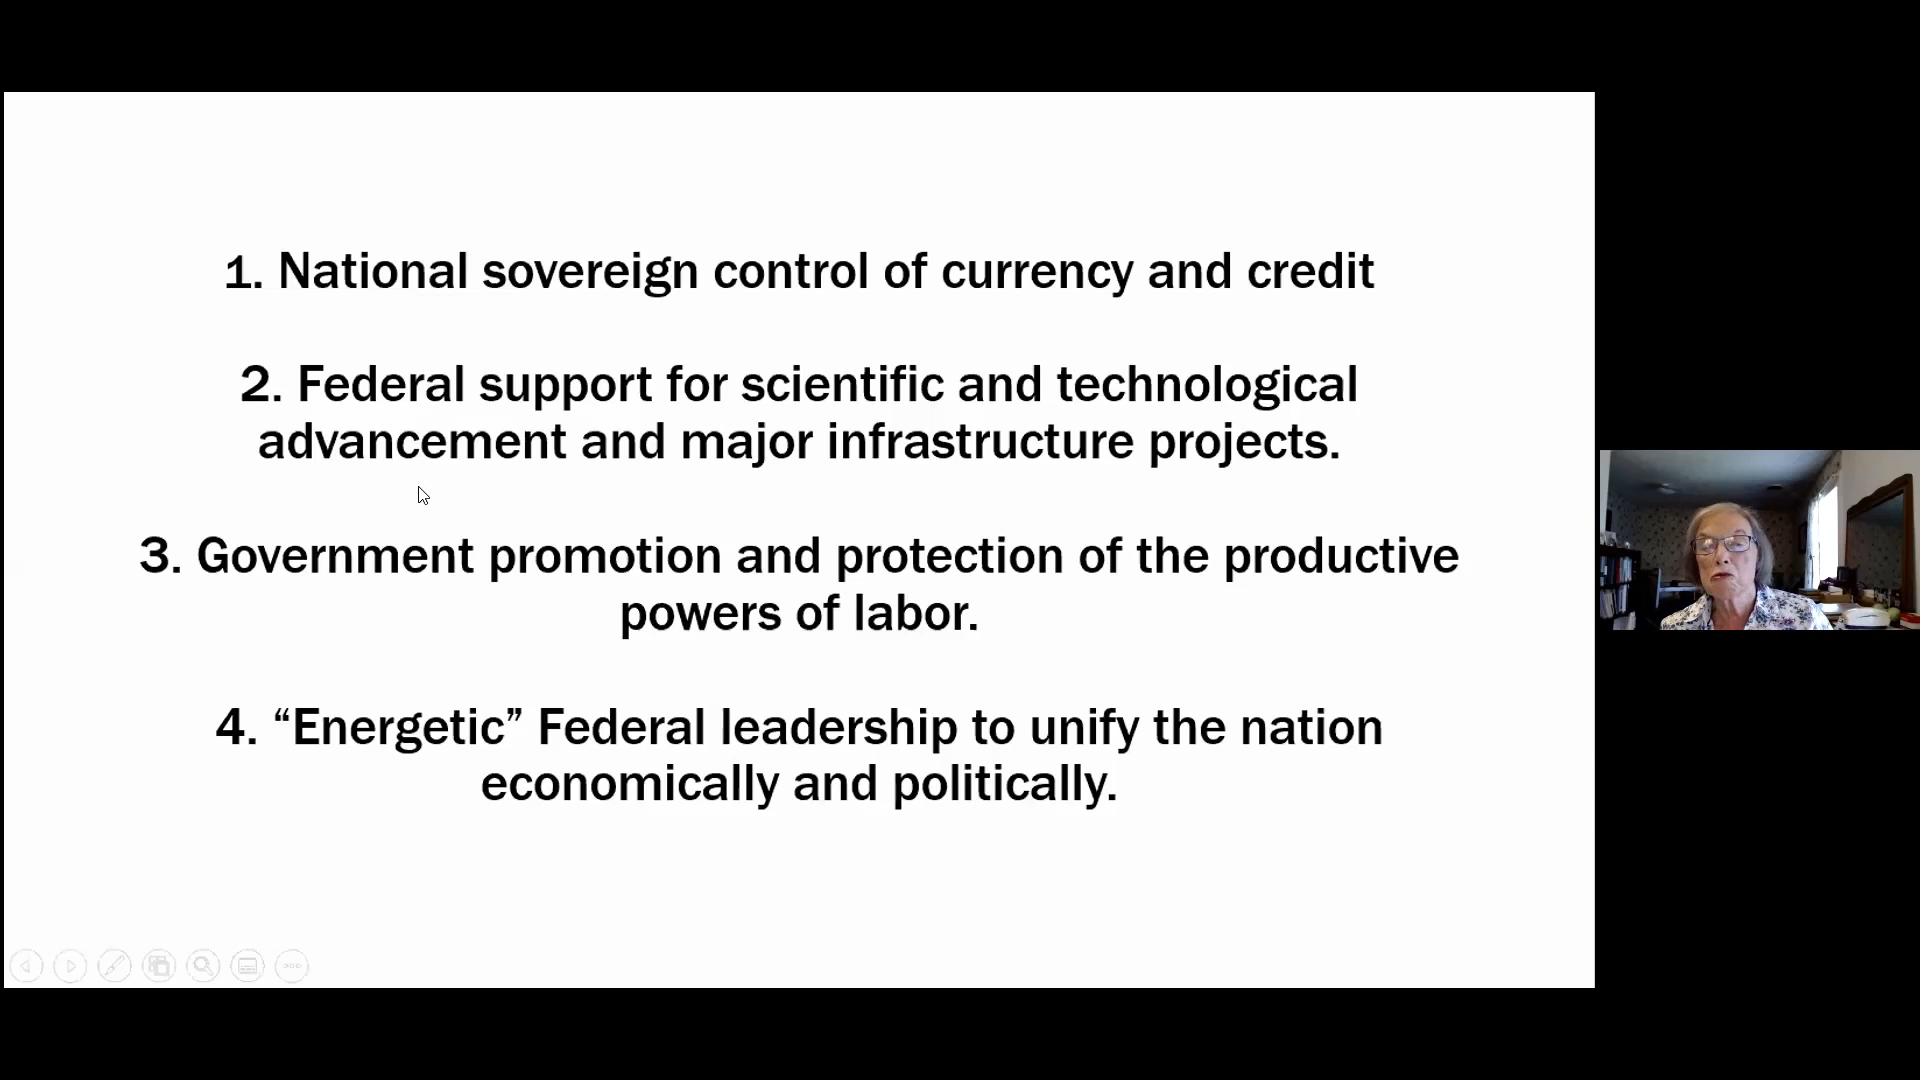 1. National sovereign control of currency and credit
2. Federal support for scientific and technological
advancement and major infrastructure projects.
3. Government promotion and protection of the productive
powers of labor.
4. “Energetic” Federal leadership to unify the nation
economically and politically.